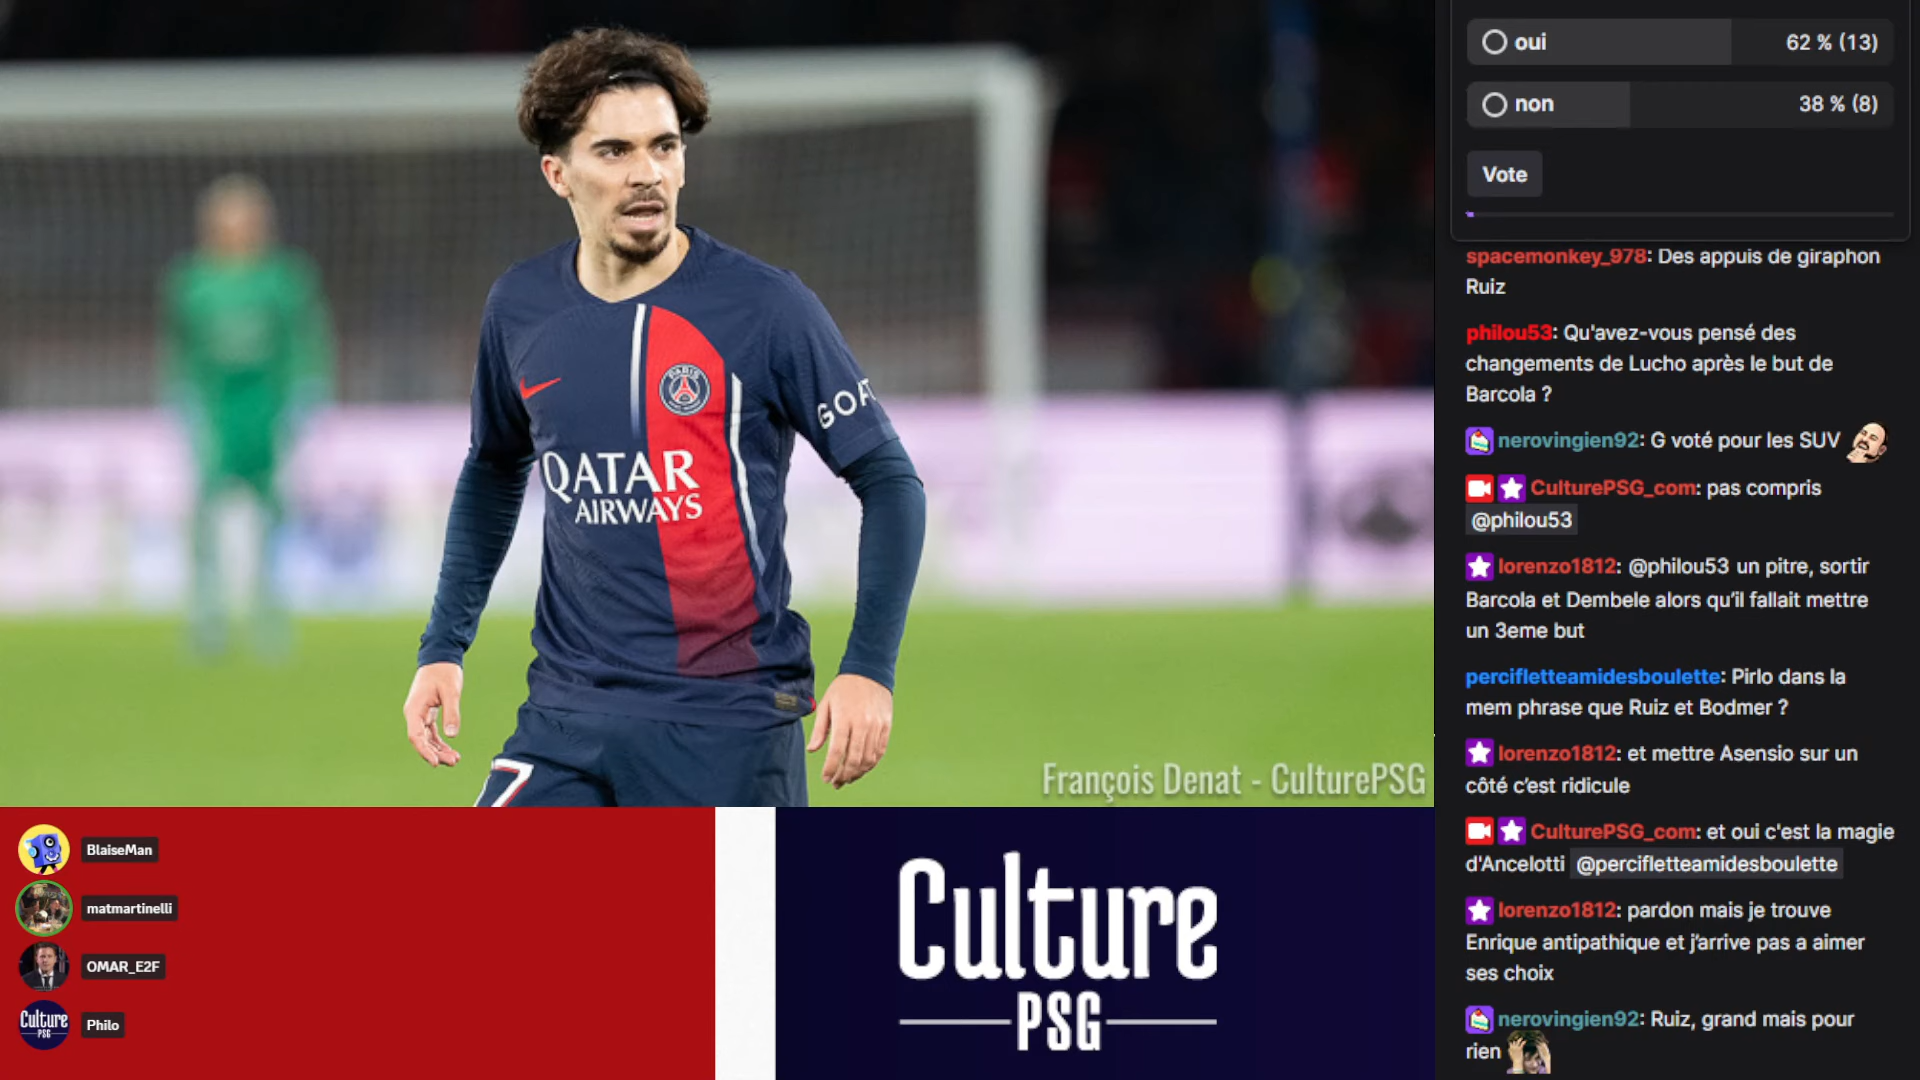 GOAT
PARIS
QATAR
AIRWAYS
7
François Denat - CulturePSG
BlaiseMan
matmartinelli
OMAR_E2F
Culture
PSG
Philo
Culture
PSG
oui 62 % (13)
non 38 % (8)
Vote
spacemonkey_978: Des appuis de giraphon
Ruiz
philou53: Qu'avez-vous pensé des
changements de Lucho après le but de
Barcola ?
nerovingien92: G voté pour les SUV
CulturePSG_com: pas compris
@philou53
lorenzo1812: @philou53 un pitre, sortir
Barcola et Dembele alors qu'il fallait mettre
un 3eme but
percifletteamidesboulette: Pirlo dans la
mem phrase que Ruiz et Bodmer ?
lorenzo1812: et mettre Asensio sur un
côté c'est ridicule
CulturePSG_com: et oui c'est la magie
d'Ancelotti @percifletteamidesboulette
lorenzo1812: pardon mais je trouve
Enrique antipathique et j'arrive pas a aimer
ses choix
nerovingien92: Ruiz, grand mais pour
rien